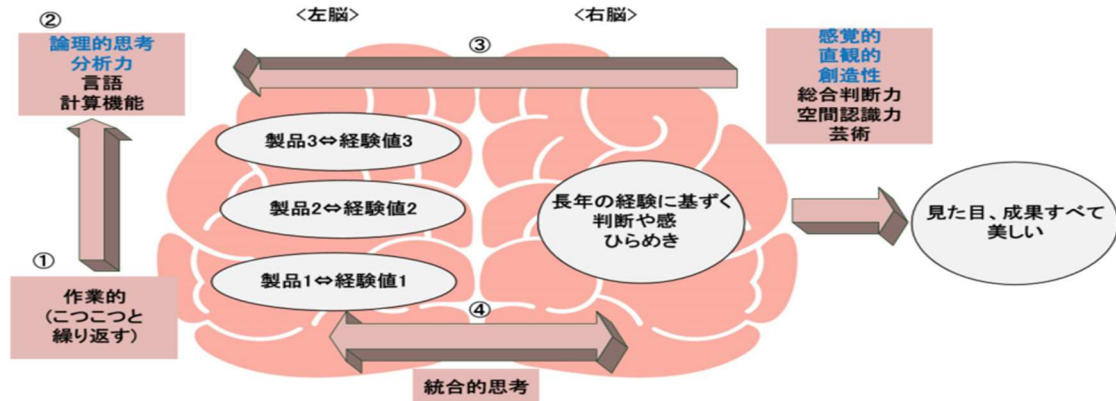 ②
<左脳>
<右脳>
論理的思考
分析力
言語
計算機能
③
感覚的
直観的
創造性
総合判断力
空間認識力
芸術
製品3⇔経験値3
製品2⇔経験値2
製品1⇔経験値1
長年の経験に基ずく
判断や感
ひらめき
見た目、成果すべて
美しい
①
作業的
(こつこつと
繰り返す)
④
統合的思考